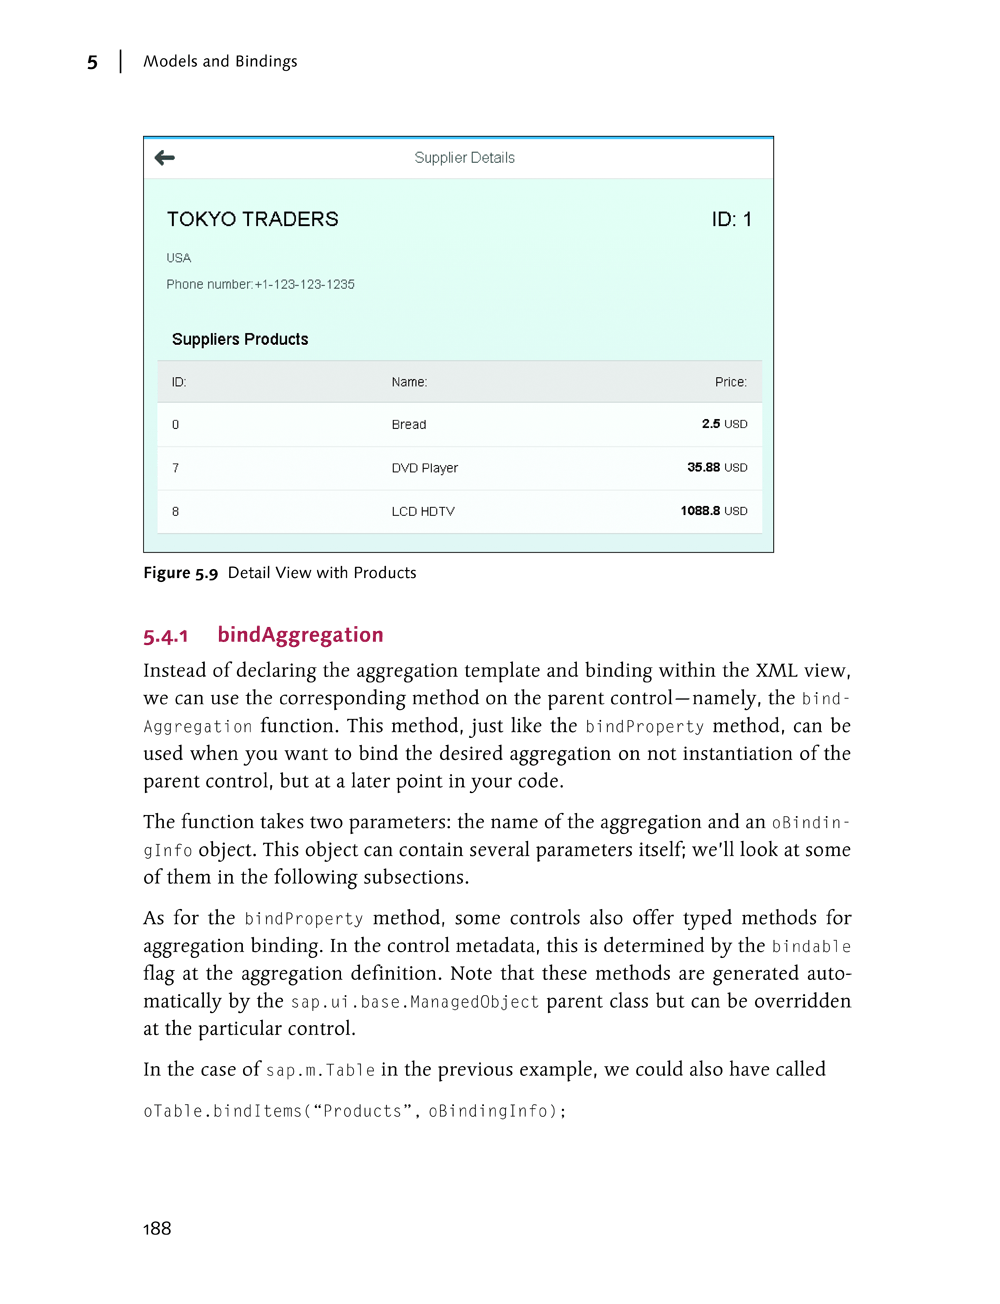 5 | Models and Bindings
Supplier Details
TOKYO TRADERS ID: 1
USA
Phone number:+1-123-123-1235
Suppliers Products
ID: Name: Price:
0 Bread 2.5 USD
7 DVD Player 35.88 USD
8 LCD HDTV 1088.8 USD
Figure 5.9 Detail View with Products
5.4.1 bindAggregation
Instead of declaring the aggregation template and binding within the XML view,
we can use the corresponding method on the parent control—namely, the bind-
Aggregation function. This method, just like the bindProperty method, can be
used when you want to bind the desired aggregation on not instantiation of the
parent control, but at a later point in your code.
The function takes two parameters: the name of the aggregation and an oBindin-
gInfo object. This object can contain several parameters itself; we'll look at some
of them in the following subsections.
As for the bindProperty method, some controls also offer typed methods for
aggregation binding. In the control metadata, this is determined by the bindable
flag at the aggregation definition. Note that these methods are generated auto-
matically by the sap.ui.base.ManagedObject parent class but can be overridden
at the particular control.
In the case of sap.m.Table in the previous example, we could also have called
oTable.bindItems(“Products”, oBindingInfo);
188